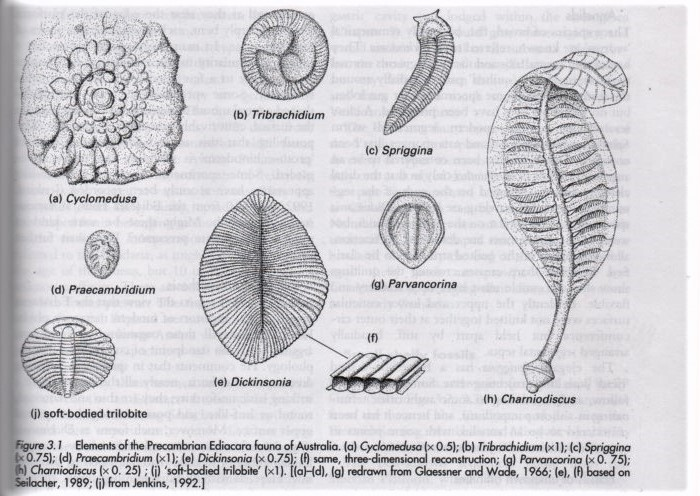 (a) Cyclomedusa
(b) Tribrachidium
(c) Spriggina
(d) Praecambridium
(e) Dickinsonia
(f)
(g) Parvancorina
(h) Charniodiscus
(j) soft-bodied trilobite
Figure 3.1 Elements of the Precambrian Ediacara fauna of Australia. (a) Cyclomedusa (× 0.5); (b) Tribrachidium (×1); (c) Spriggina
(× 0.75); (d) Praecambridium (×1); (e) Dickinsonia (× 0.75); (f) same, three-dimensional reconstruction; (g) Parvancorina (× 0. 75);
(h) Charniodiscus (× 0. 25) ; (j) 'soft-bodied trilobite' (×1). [(a)–(d), (g) redrawn from Glaessner and Wade, 1966; (e), (f) based on
Seilacher, 1989; (j) from Jenkins, 1992.]